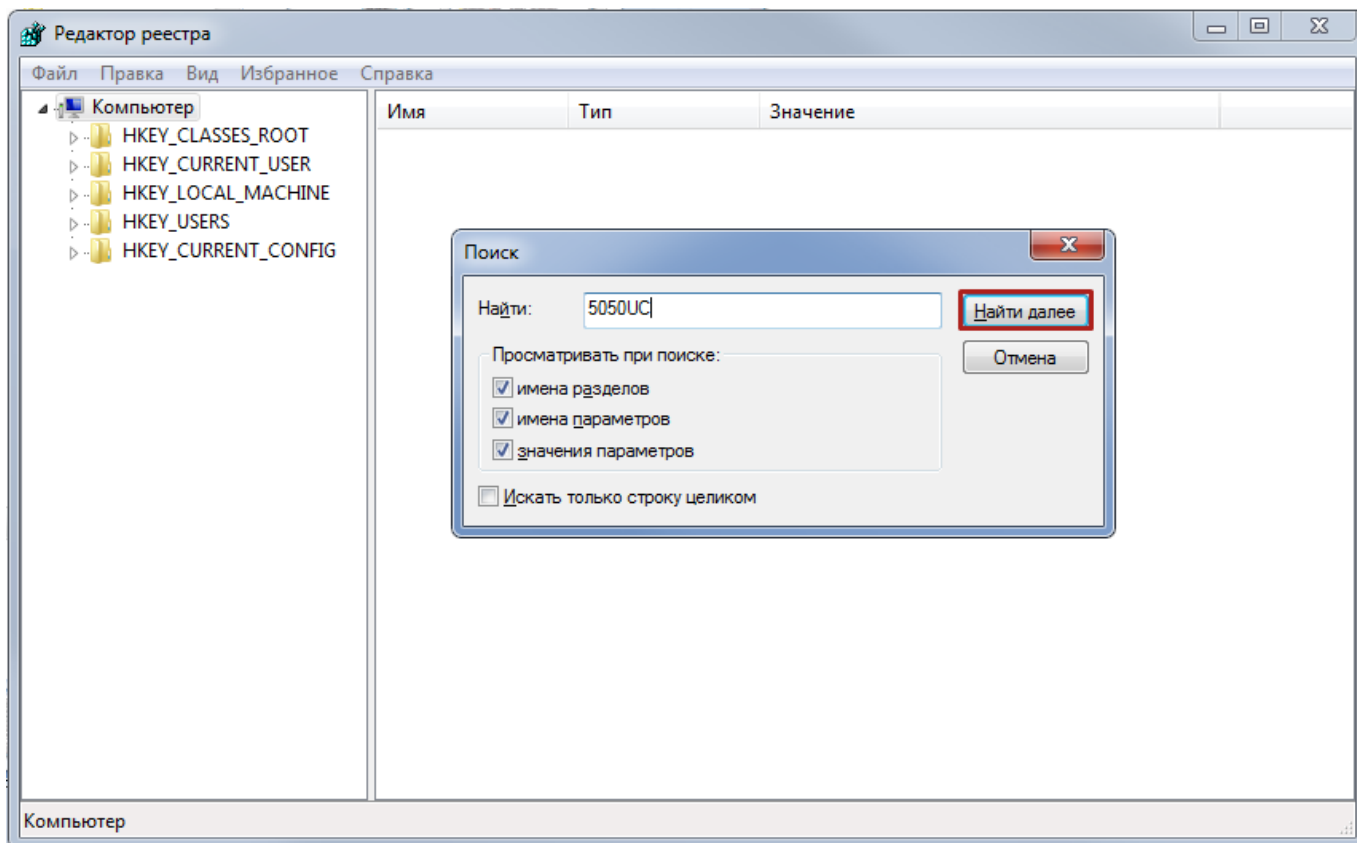 Редактор реестра
Файл Правка Вид Избранное Справка
Компьютер
HKEY_CLASSES_ROOT
HKEY_CURRENT_USER
HKEY_LOCAL_MACHINE
HKEY_USERS
HKEY_CURRENT_CONFIG
Имя Тип Значение
Поиск
Найти: 5050UC Найти далее
Просматривать при поиске: Отмена
имена разделов
имена параметров
значения параметров
Искать только строку целиком
Компьютер